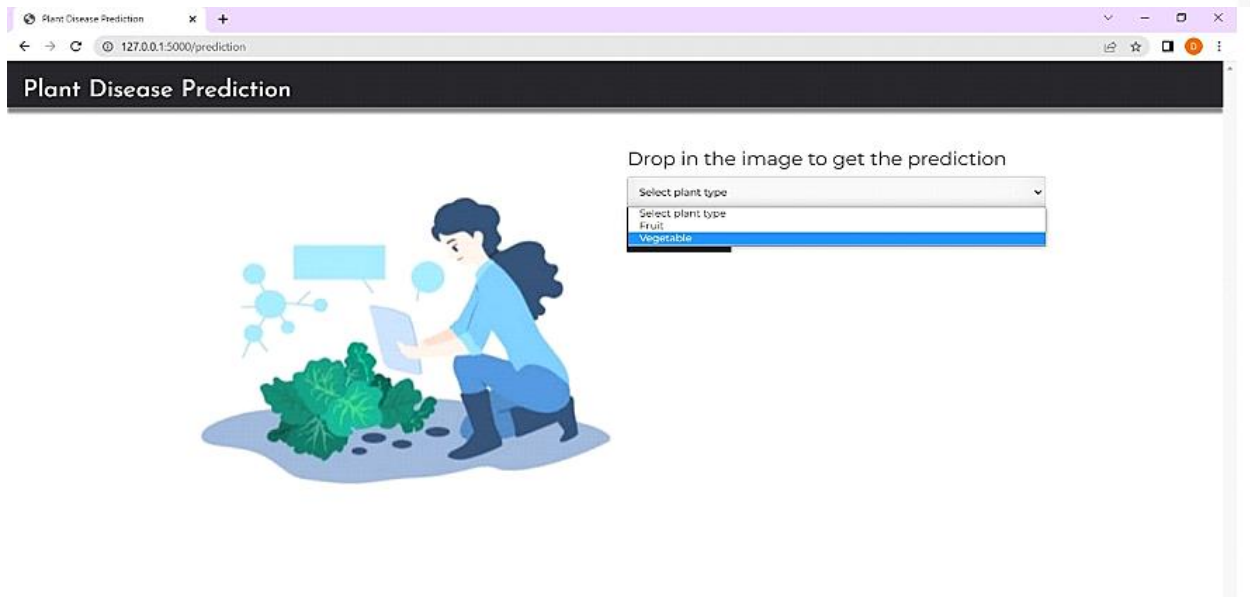 Plant Disease Prediction
127.0.0.1:5000/prediction
D
Plant Disease Prediction
Drop in the image to get the prediction
Select plant type
Select plant type
Fruit
Vegetable